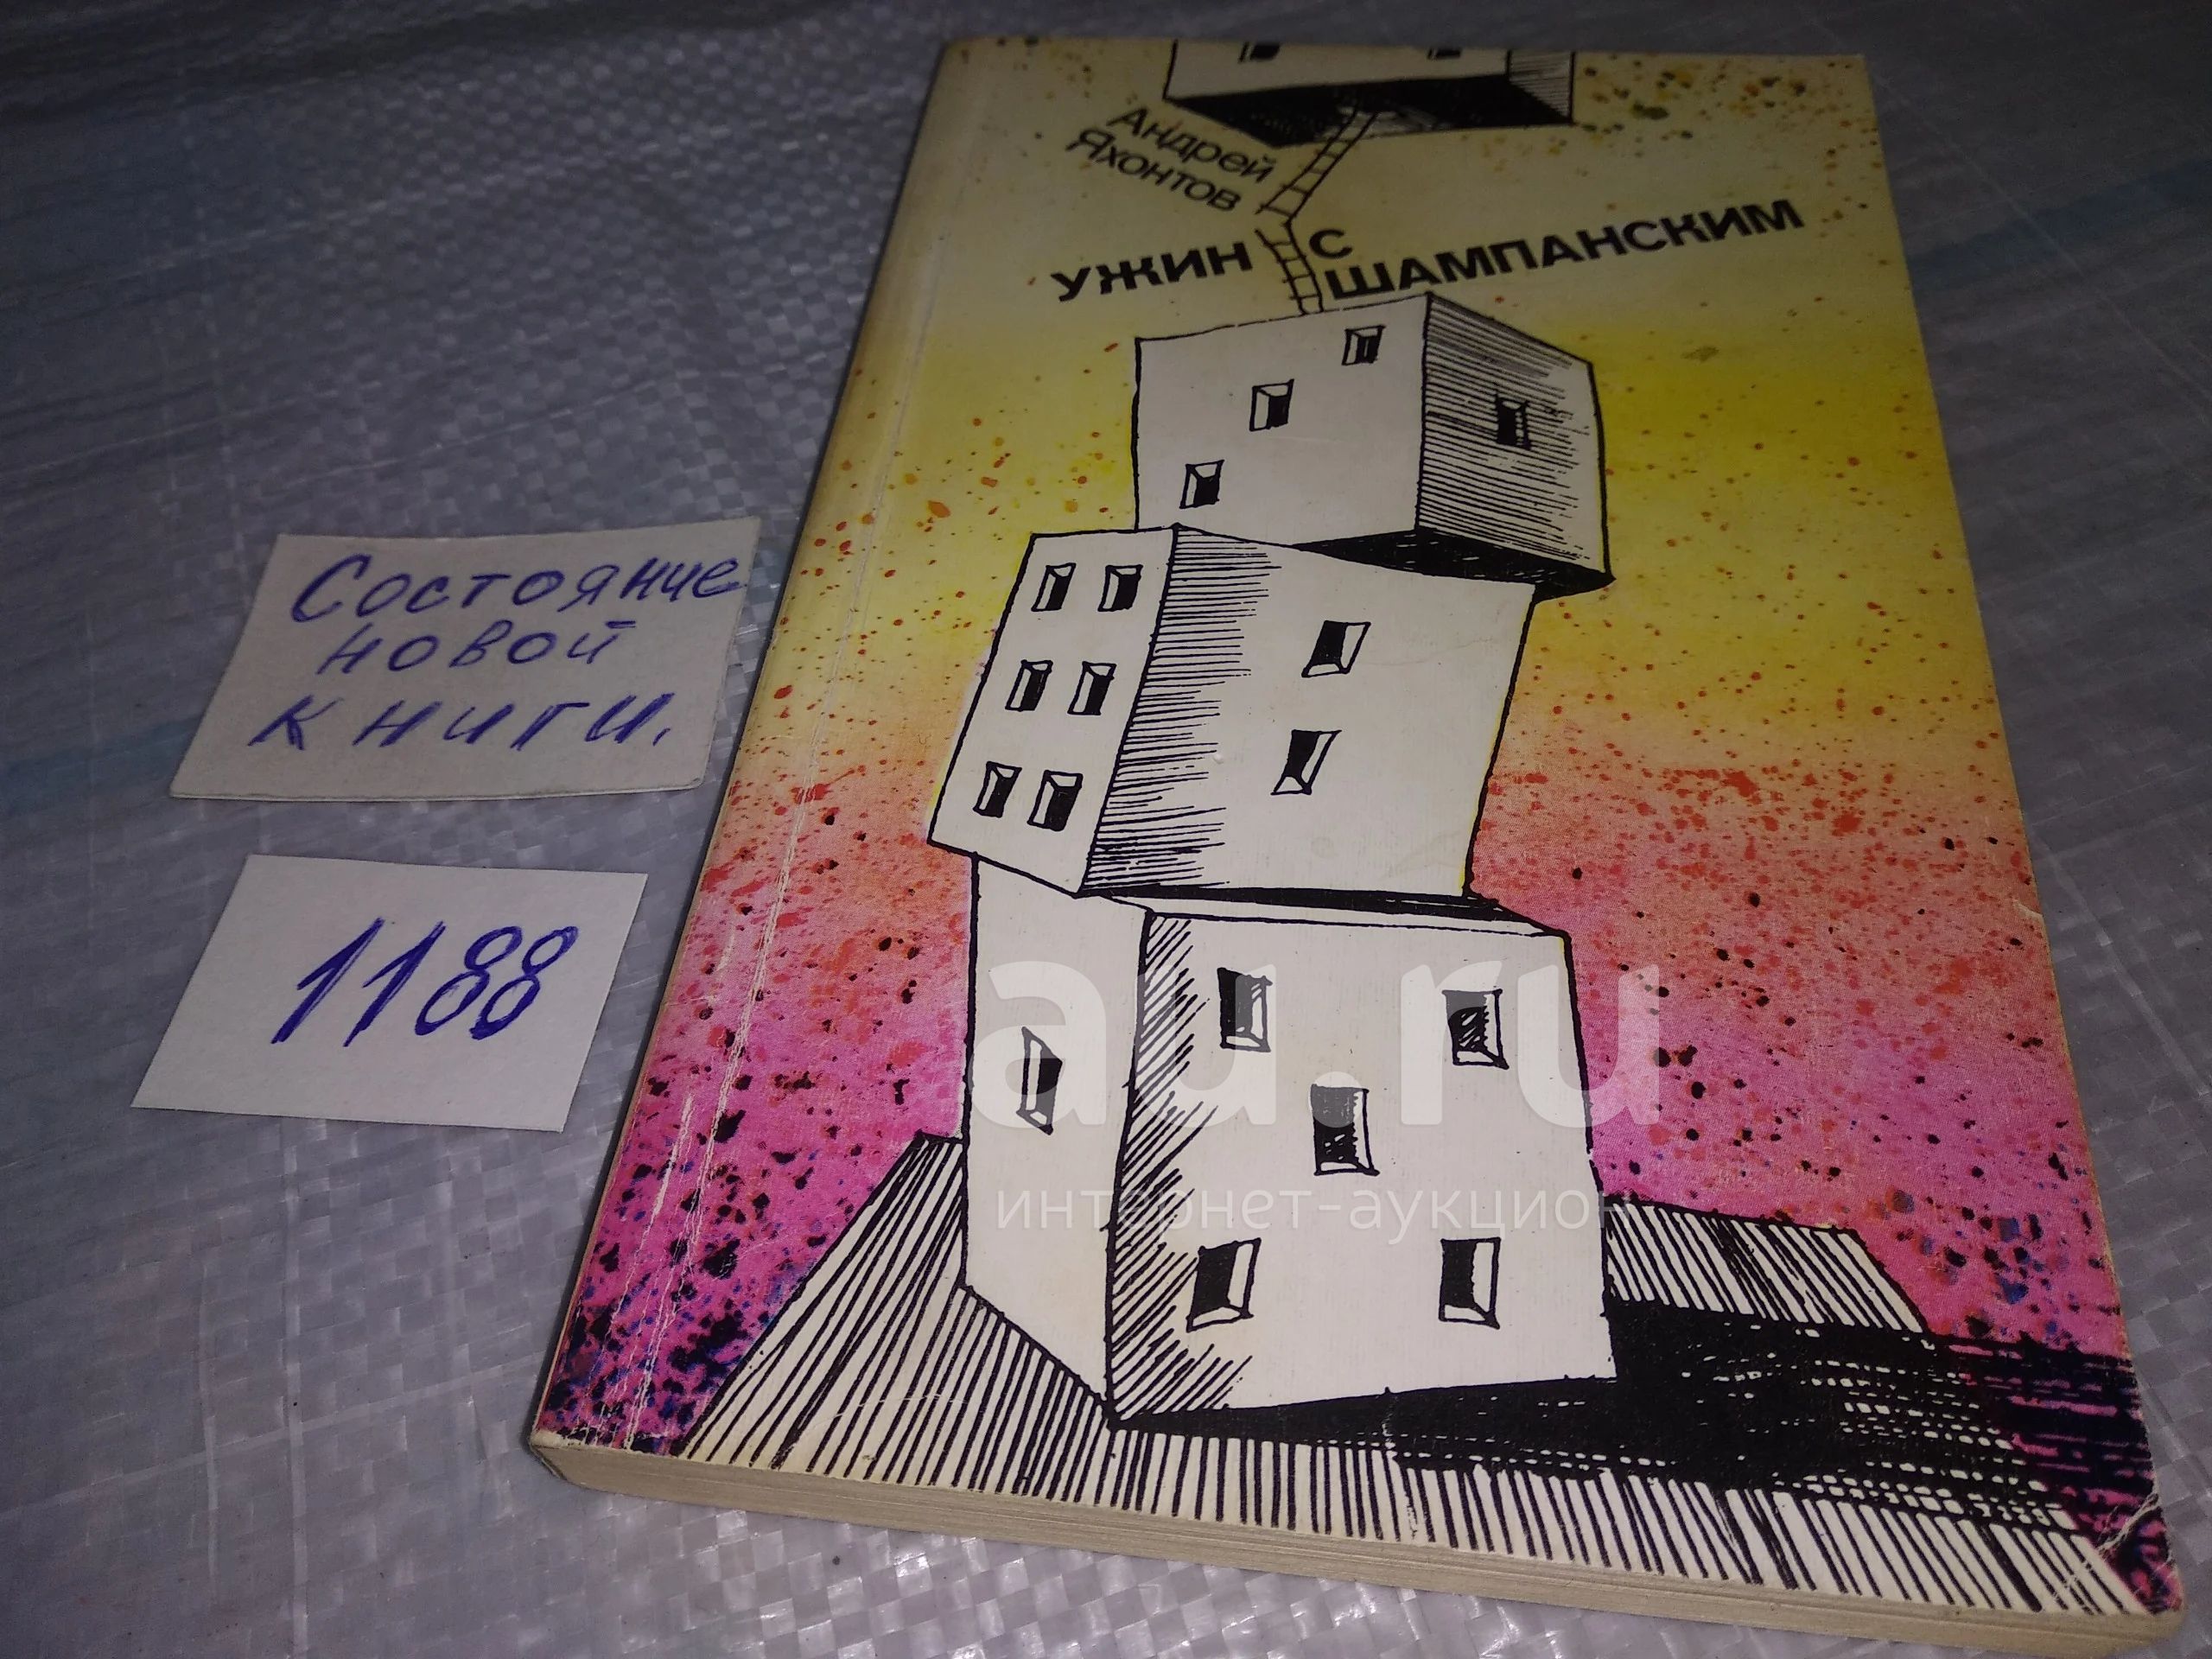 Андрей
Яхонтов
УЖИН С
ШАМПАНСКИМ
Состояние
новой
книги.
1188
au.ru
интернет-аукцион